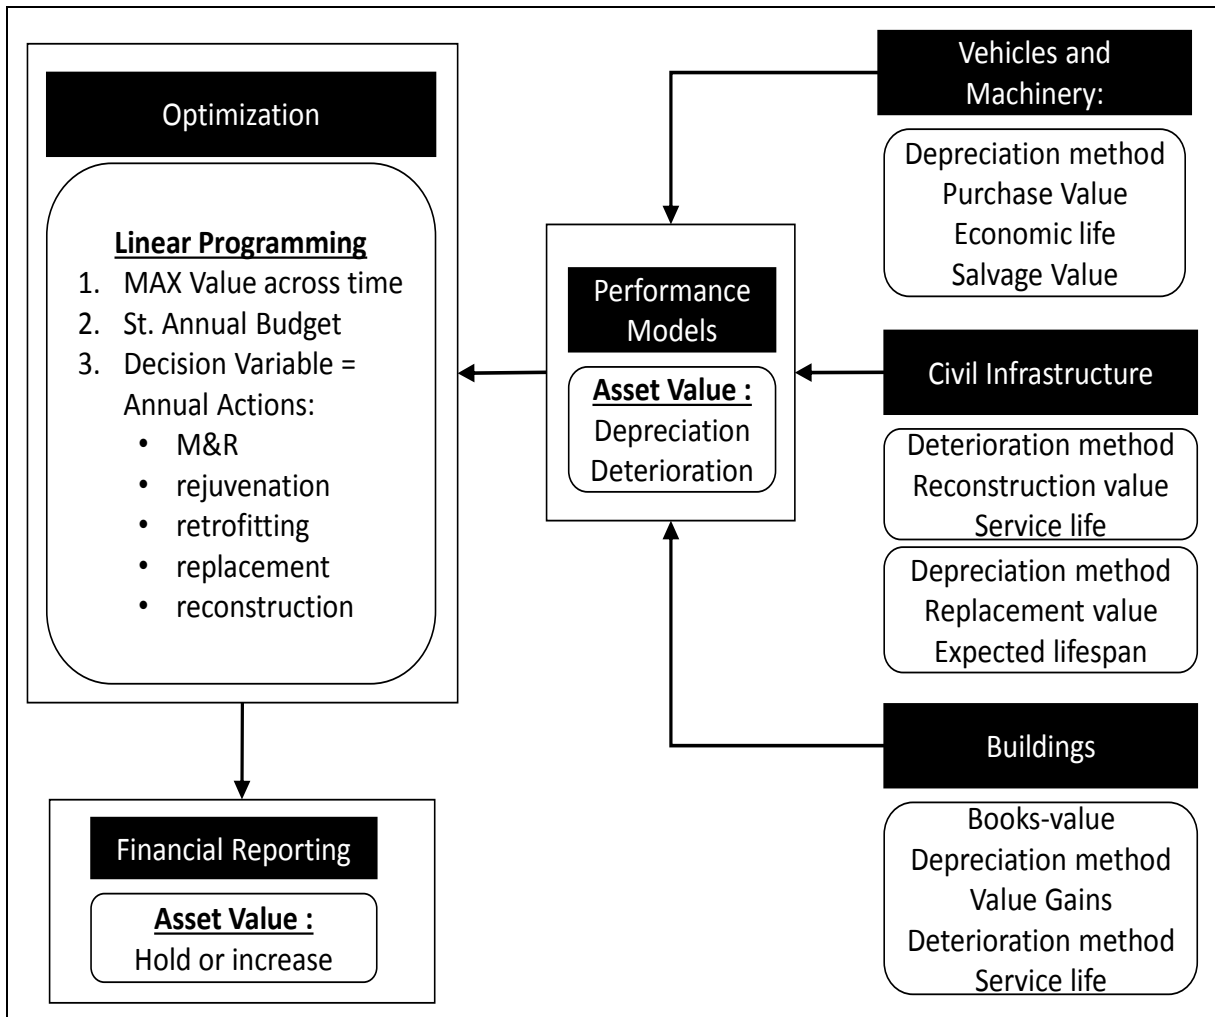 Optimization
Linear Programming
1. MAX Value across time
2. St. Annual Budget
3. Decision Variable =
Annual Actions:
• M&R
• rejuvenation
• retrofitting
• replacement
• reconstruction
Financial Reporting
Asset Value :
Hold or increase
Performance
Models
Asset Value :
Depreciation
Deterioration
Vehicles and
Machinery:
Depreciation method
Purchase Value
Economic life
Salvage Value
Civil Infrastructure
Deterioration method
Reconstruction value
Service life
Depreciation method
Replacement value
Expected lifespan
Buildings
Books-value
Depreciation method
Value Gains
Deterioration method
Service life